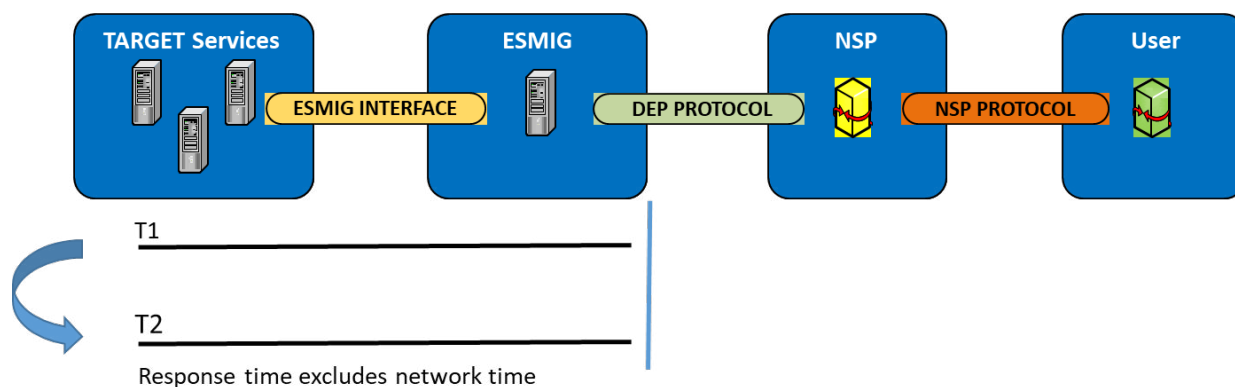 TARGET Services
ESMIG
NSP
User
ESMIG INTERFACE
DEP PROTOCOL
NSP PROTOCOL
T1
T2
Response time excludes network time